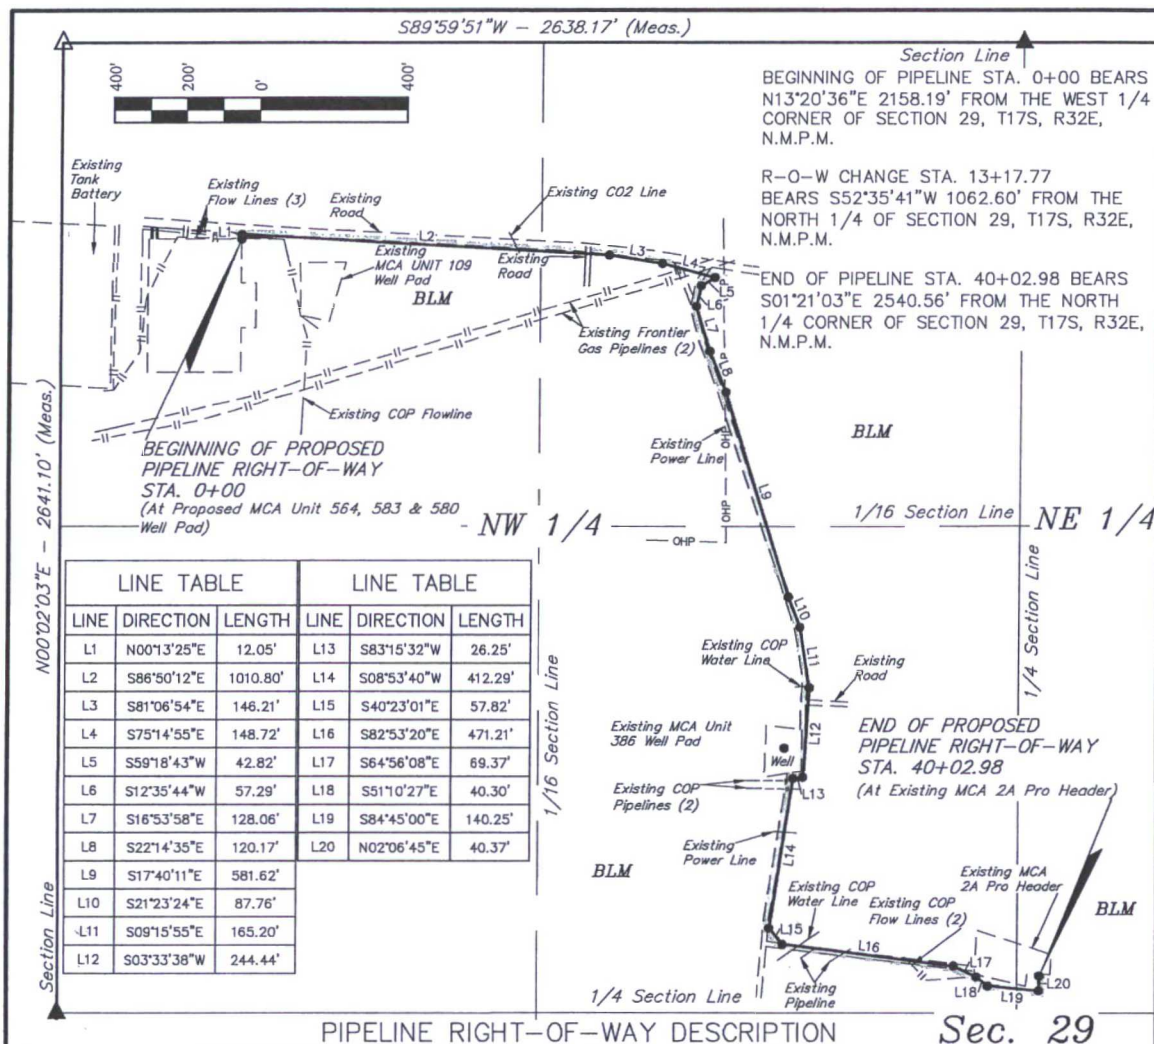 S89°59'51"W - 2638.17' (Meas.)
Section Line
BEGINNING OF PIPELINE STA. 0+00 BEARS
N13°20'36"E 2158.19' FROM THE WEST 1/4
CORNER OF SECTION 29, T17S, R32E,
N.M.P.M.
R-O-W CHANGE STA. 13+17.77
BEARS S52°35'41"W 1062.60' FROM THE
NORTH 1/4 OF SECTION 29, T17S, R32E,
N.M.P.M.
END OF PIPELINE STA. 40+02.98 BEARS
S01°21'03"E 2540.56' FROM THE NORTH
1/4 CORNER OF SECTION 29, T17S, R32E,
N.M.P.M.
400' 200' 0' 400'
Existing
Tank
Battery
Existing
Flow Lines (3)
Existing
Road
Existing CO2 Line
L1
L2
L3
L4
L5
L6
L7
L8
Existing
MCA UNIT 109
Well Pad
Existing
Road
BLM
Existing Frontier
Gas Pipelines (2)
Existing COP Flowline
N00°02'03"E - 2641.10' (Meas.)
BEGINNING OF PROPOSED
PIPELINE RIGHT-OF-WAY
STA. 0+00
(At Proposed MCA Unit 564, 583 & 580
Well Pad)
Existing
Power Line
OHP
BLM
L9
OHP
OHP
1/16 Section Line
NW 1/4
NE 1/4
LINE TABLE LINE TABLE
LINE DIRECTION LENGTH LINE DIRECTION LENGTH
L1 N00°13'25"E 12.05' L13 S83°15'32"W 26.25'
L2 S86°50'12"E 1010.80' L14 S08°53'40"W 412.29'
L3 S81°06'54"E 146.21' L15 S40°23'01"E 57.82'
L4 S75°14'55"E 148.72' L16 S82°53'20"E 471.21'
L5 S59°18'43"W 42.82' L17 S64°56'08"E 69.37'
L6 S12°35'44"W 57.29' L18 S51°10'27"E 40.30'
L7 S16°53'58"E 128.06' L19 S84°45'00"E 140.25'
L8 S22°14'35"E 120.17' L20 N02°06'45"E 40.37'
L9 S17°40'11"E 581.62'
L10 S21°23'24"E 87.76'
L11 S09°15'55"E 165.20'
L12 S03°33'38"W 244.44'
1/16 Section Line
L10
L11
1/4 Section Line
Existing COP
Water Line
Existing
Road
L12
Existing MCA Unit
386 Well Pad
Well
END OF PROPOSED
PIPELINE RIGHT-OF-WAY
STA. 40+02.98
(At Existing MCA 2A Pro Header)
Existing COP
Pipelines (2)
L13
Existing
Power Line
L14
BLM
Existing MCA
2A Pro Header
BLM
Existing COP
Water Line
Existing COP
Flow Lines (2)
L15
L16
L17
L18
L19
L20
Existing
Pipeline
Section Line
1/4 Section Line
PIPELINE RIGHT-OF-WAY DESCRIPTION
Sec. 29